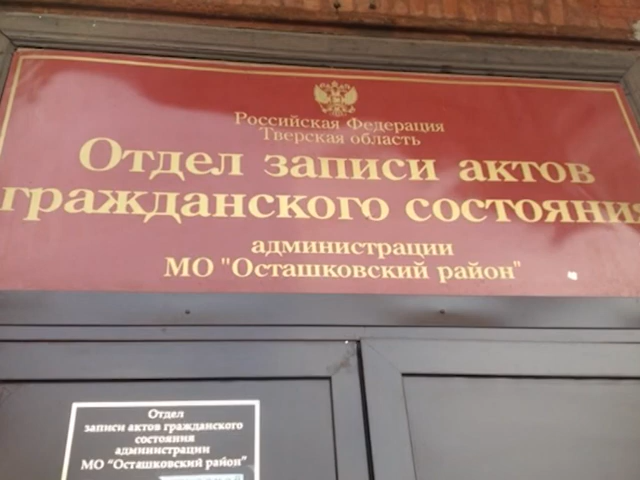 Российская Федерация
Тверская область
Отдел записи актов
гражданского состояния
администрации
МО "Осташковский район"
Отдел
записи актов гражданского
состояния
администрации
МО "Осташковский район"